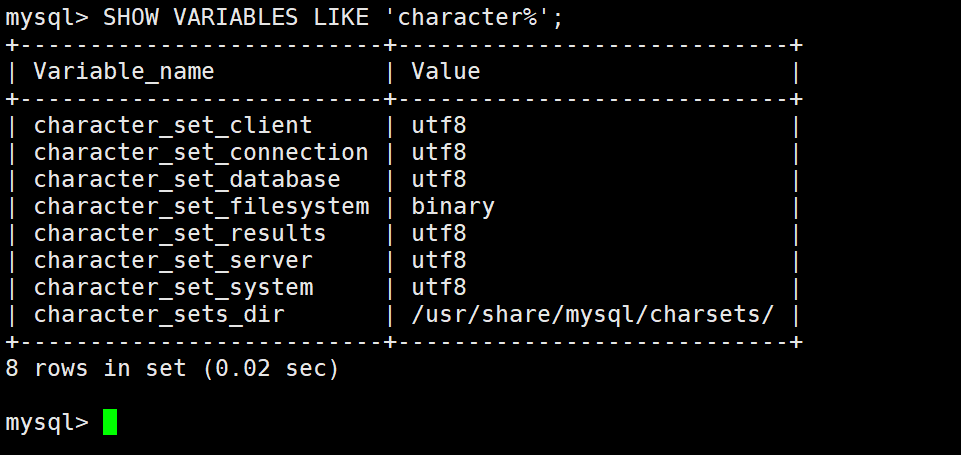 mysql> SHOW VARIABLES LIKE 'character%';
+--------------------------+----------------------------+
| Variable_name            | Value                      |
+--------------------------+----------------------------+
| character_set_client     | utf8                       |
| character_set_connection | utf8                       |
| character_set_database   | utf8                       |
| character_set_filesystem | binary                     |
| character_set_results    | utf8                       |
| character_set_server     | utf8                       |
| character_set_system     | utf8                       |
| character_sets_dir       | /usr/share/mysql/charsets/ |
+--------------------------+----------------------------+
8 rows in set (0.02 sec)
mysql>